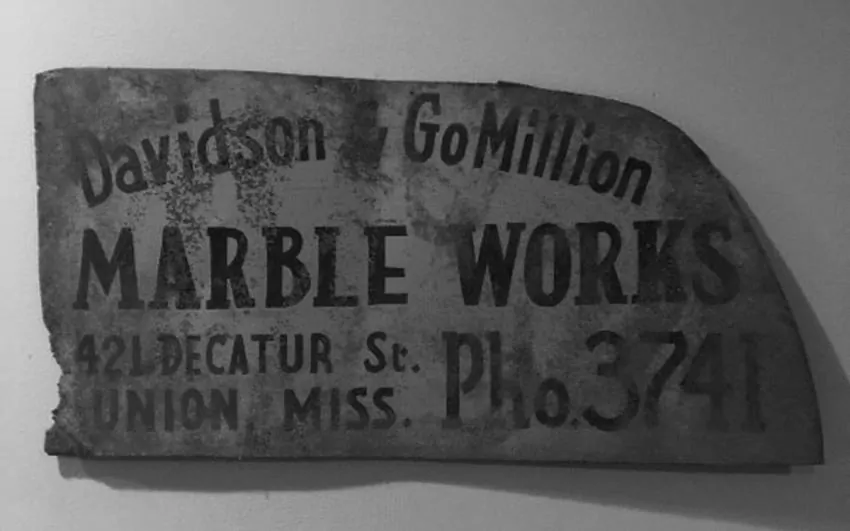 Davidson & GoMillion
MARBLE WORKS
421 DECATUR St.
UNION, MISS.
Pho. 3741